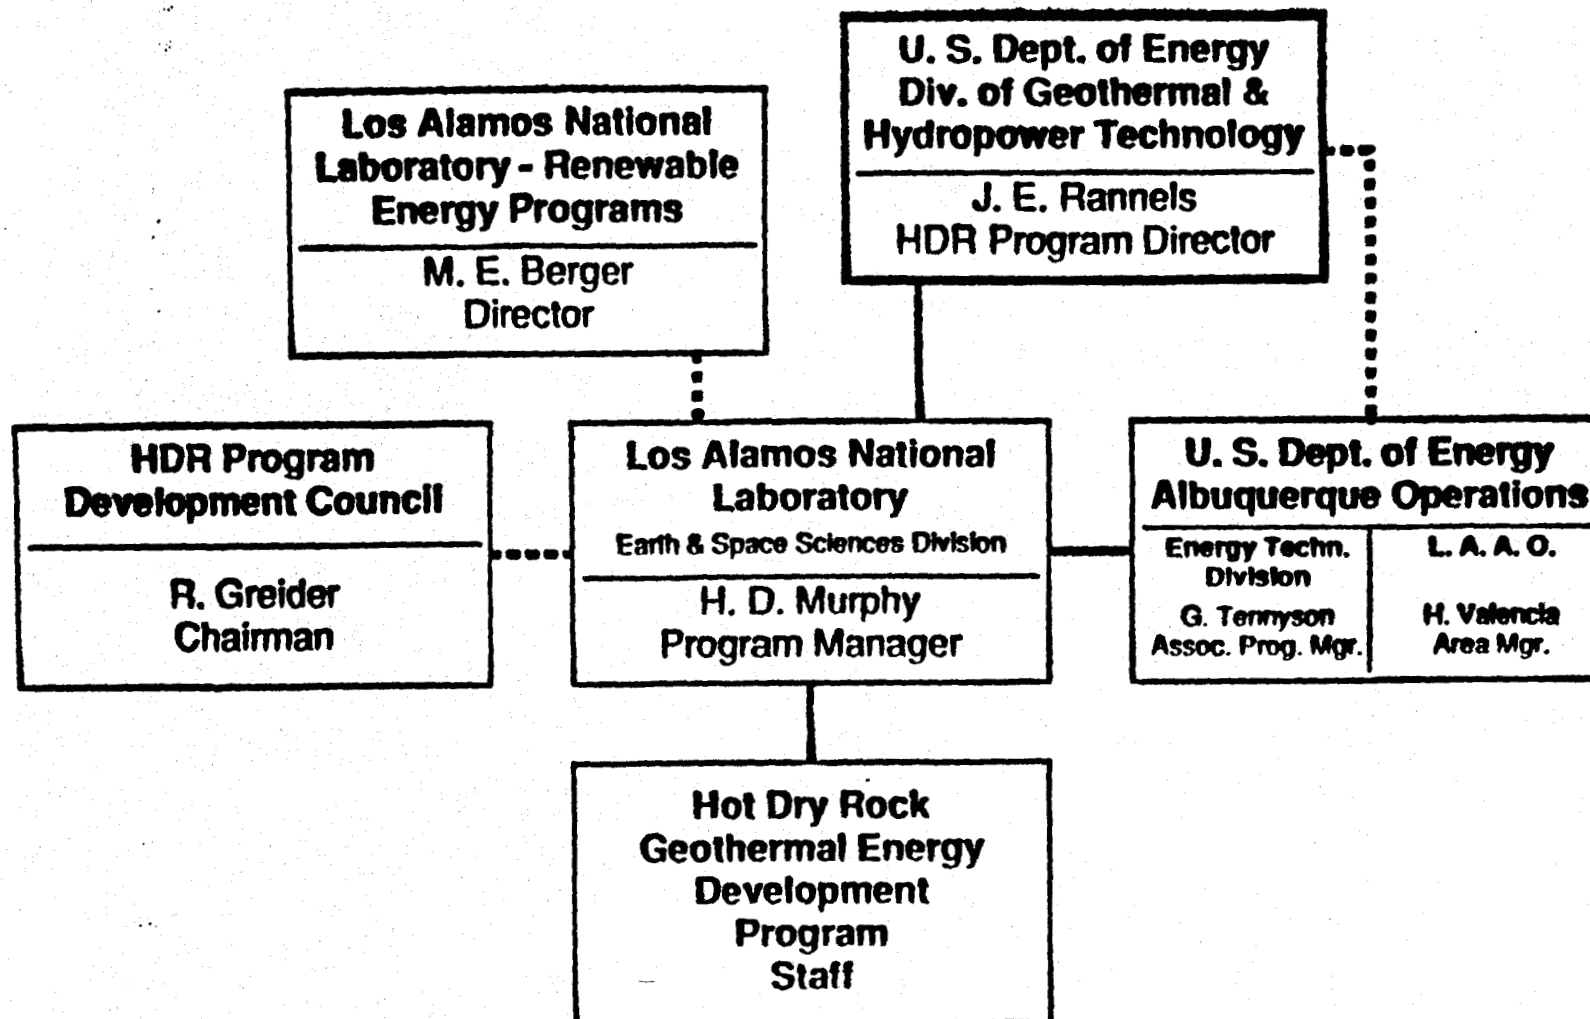 U. S. Dept. of Energy
Div. of Geothermal &
Hydropower Technology
J. E. Rannels
HDR Program Director
Los Alamos National
Laboratory - Renewable
Energy Programs
M. E. Berger
Director
HDR Program
Development Council
R. Greider
Chairman
Los Alamos National
Laboratory
Earth & Space Sciences Division
H. D. Murphy
Program Manager
U. S. Dept. of Energy
Albuquerque Operations
Energy Techn.
Division
G. Tennyson
Assoc. Prog. Mgr.
L. A. A. O.
H. Valencia
Area Mgr.
Hot Dry Rock
Geothermal Energy
Development
Program
Staff